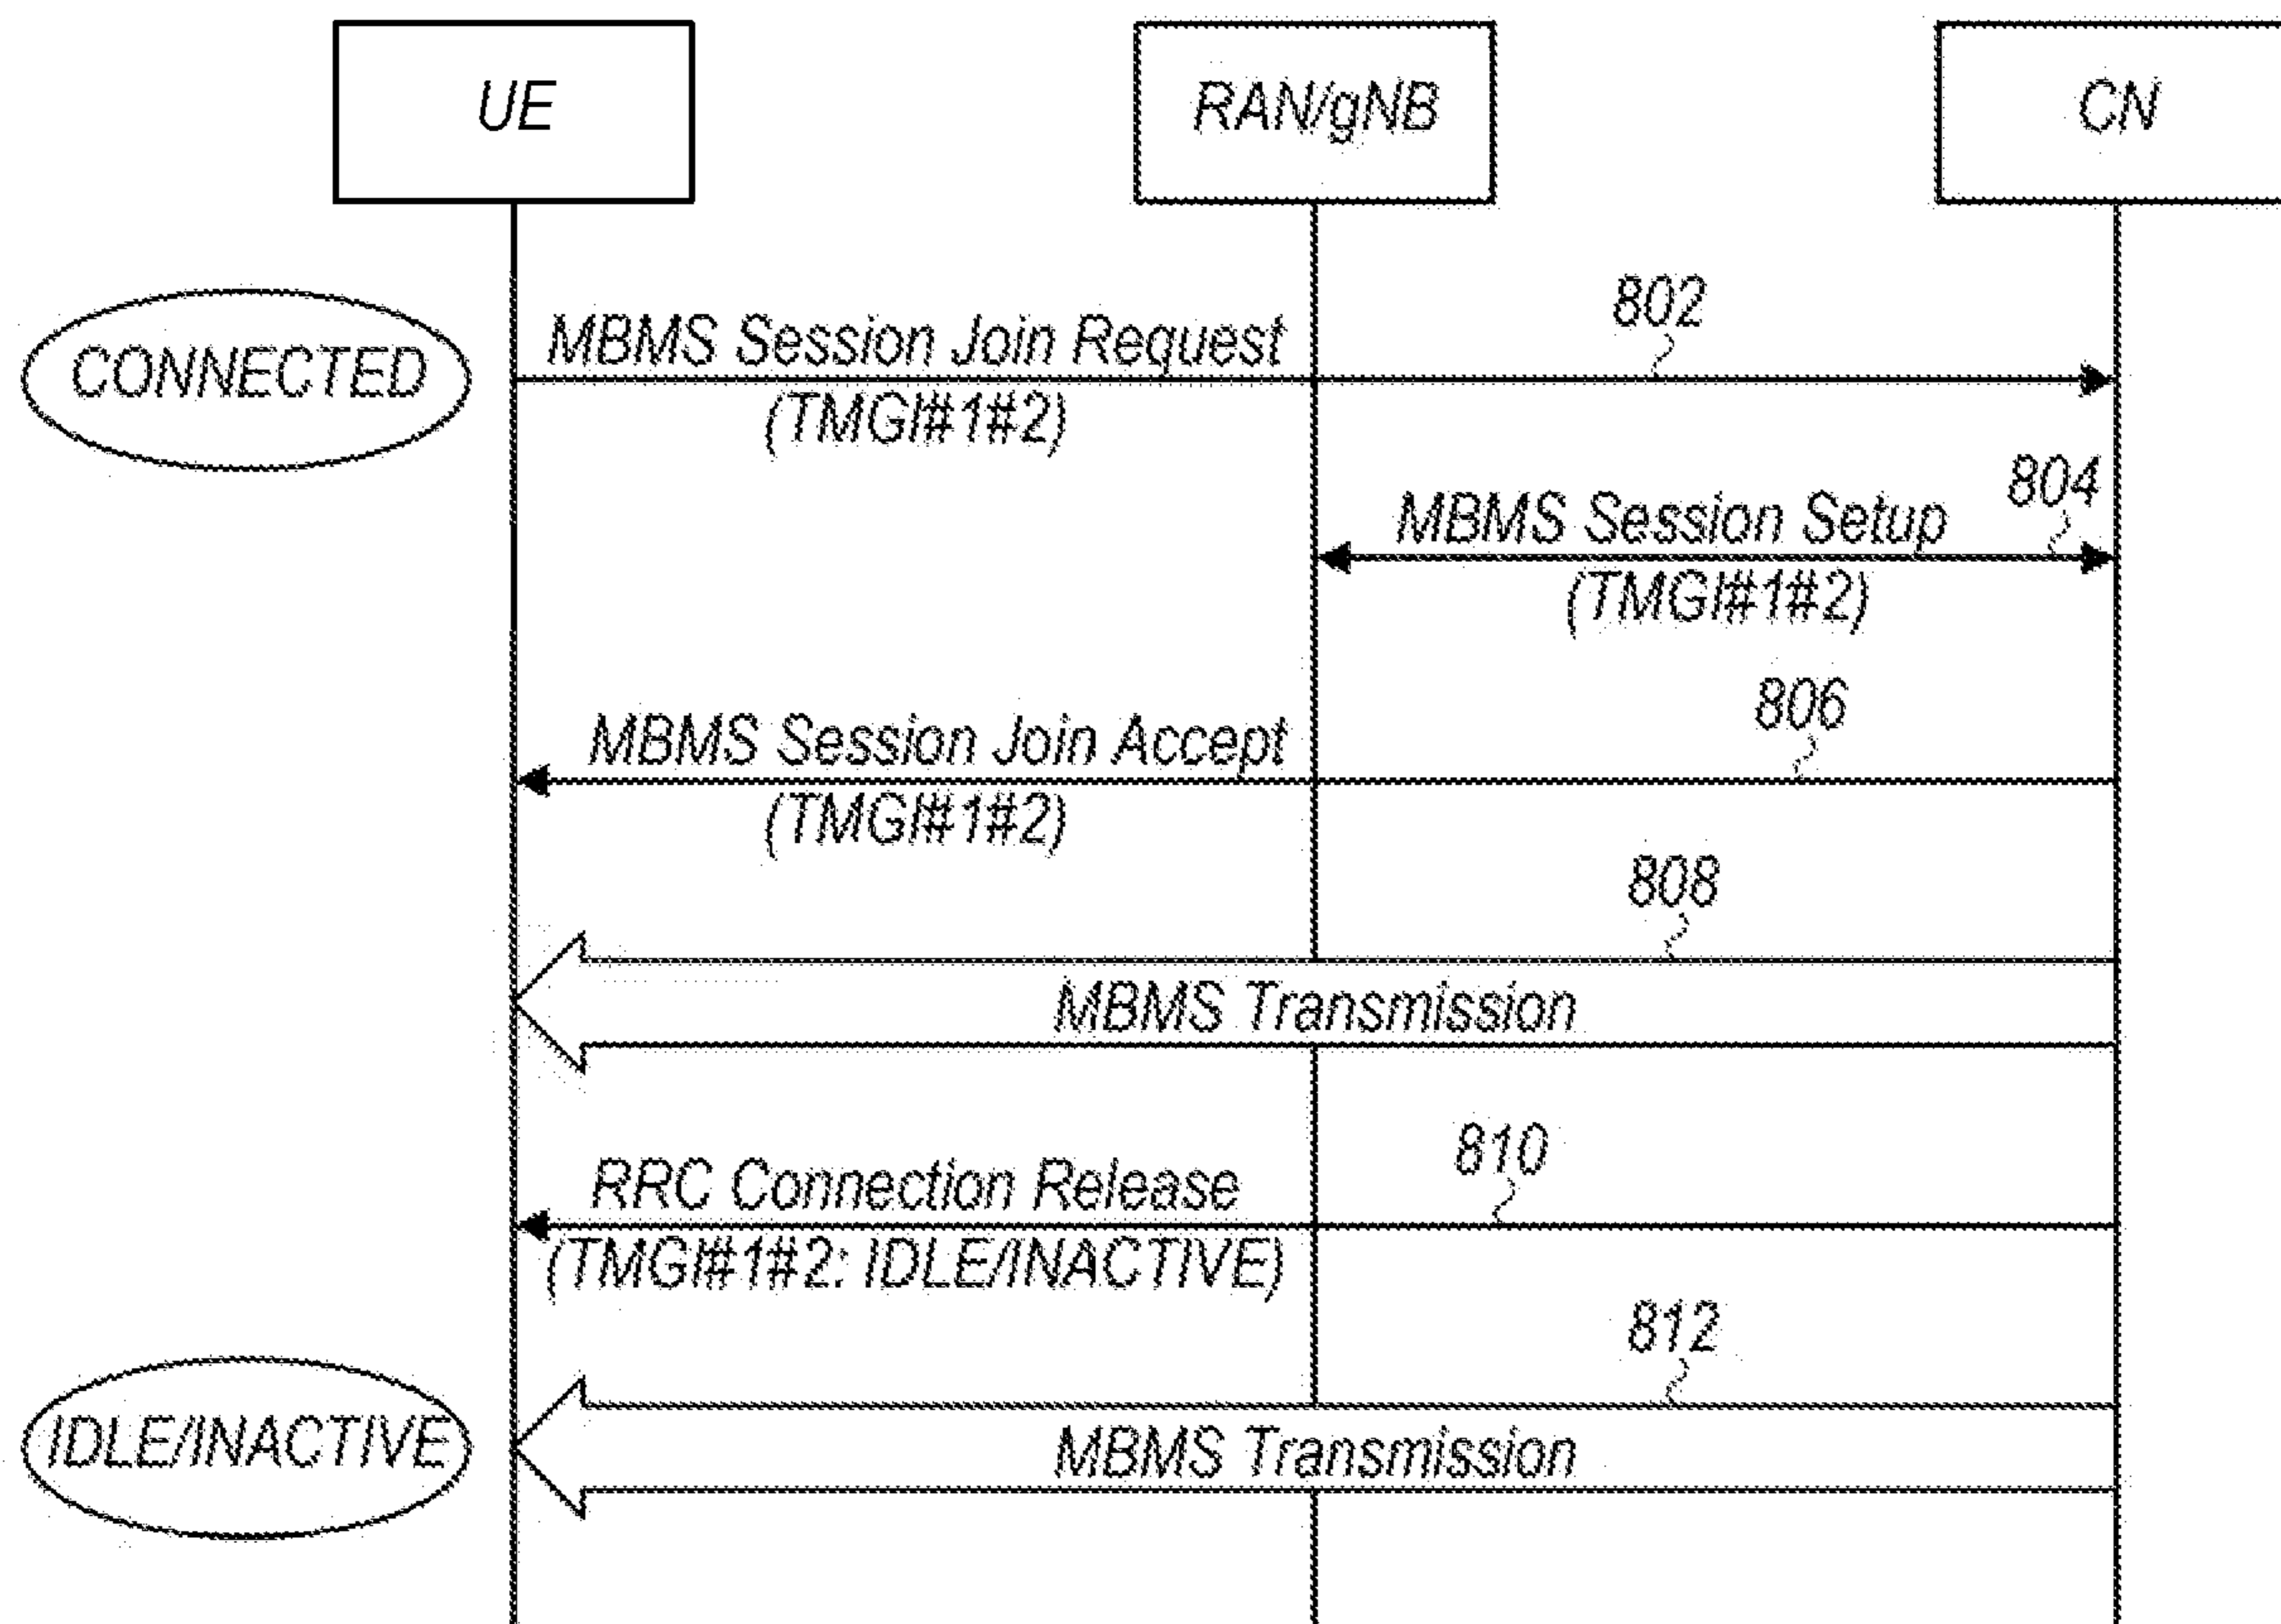 UE
RAN/gNB
CN
802
MBMS Session Join Request
CONNECTED
(TMGI#1#2)
804
MBMS Session Setup
(TMGI#1#2)
806
MBMS Session Join Accept
(TMGI#1#2)
808
MBMS Transmission
810
RRC Connection Release
(TMGI#1#2: IDLE/INACTIVE)
812
IDLE/INACTIVE
MBMS Transmission